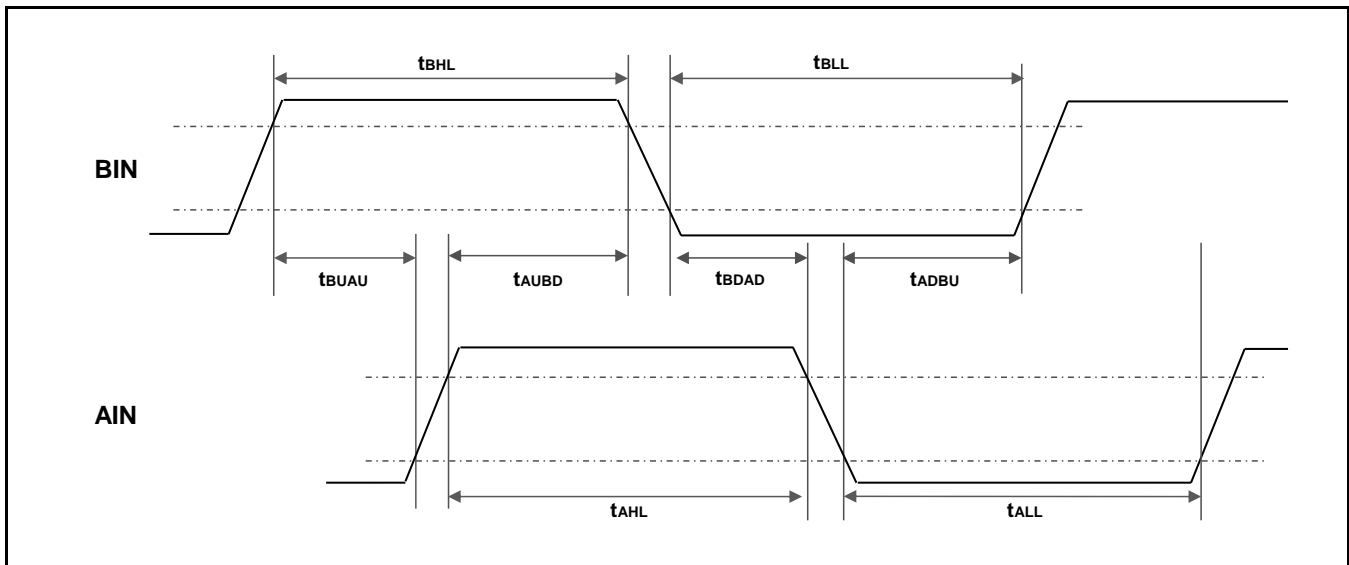 tBHL
tBLL
BIN
tBUAU
tAUBD
tBDAD
tADBU
AIN
tAHL
tALL